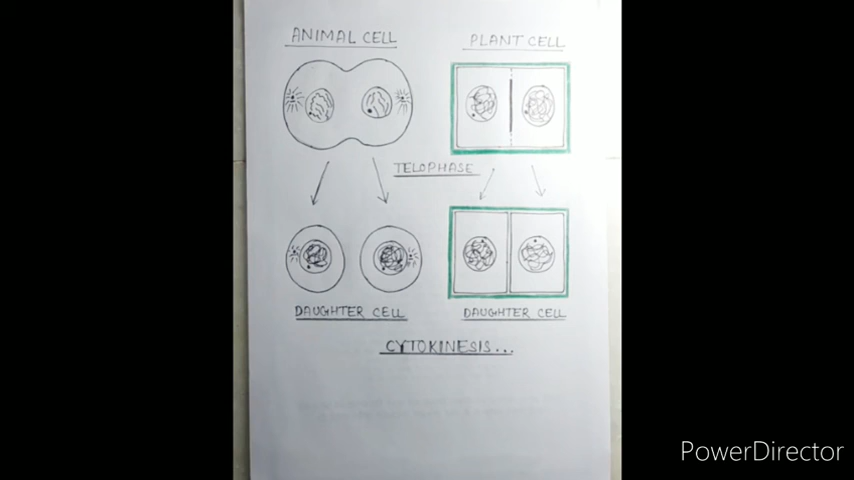 ANIMAL CELL
PLANT CELL
TELOPHASE
DAUGHTER CELL
DAUGHTER CELL
CYTOKINESIS...
PowerDirector